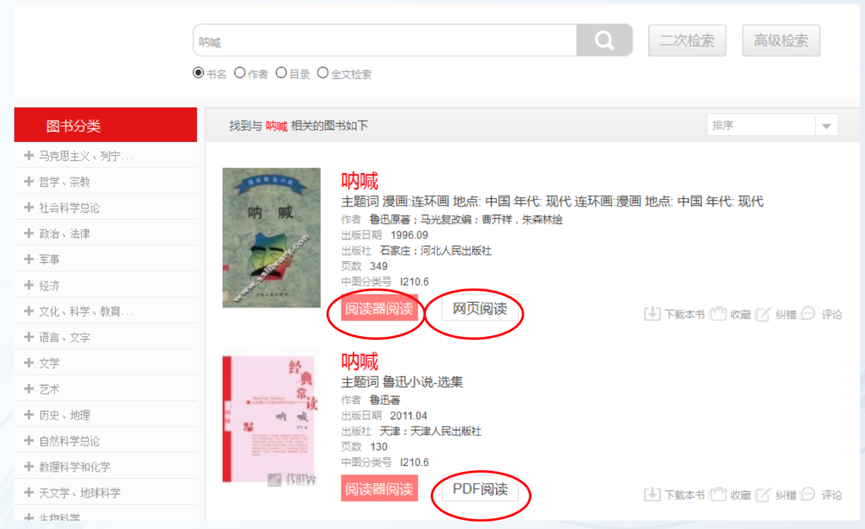 呐喊
二次检索
高级检索
书名 作者 目录 全文检索
图书分类
马克思主义、列宁...
哲学、宗教
社会科学总论
政治、法律
军事
经济
文化、科学、教育...
语言、文字
文学
艺术
历史、地理
自然科学总论
数理科学和化学
天文学、地球科学
生物科学
找到与 呐喊 相关的图书如下
排序
呐喊
呐喊
主题词 漫画:连环画 地点: 中国 年代: 现代 连环画:漫画 地点: 中国 年代: 现代
作者 鲁迅原著；马光复改编；曹开祥，朱森林绘
出版日期 1996.09
出版社 石家庄：河北人民出版社
页数 349
中图分类号 I210.6
阅读器阅读 网页阅读
下载本书 收藏 纠错 评论
经典常读
呐喊
呐喊
主题词 鲁迅小说-选集
作者 鲁迅著
出版日期 2011.04
出版社 天津：天津人民出版社
页数 130
中图分类号 I210.6
阅读器阅读 PDF阅读
下载本书 收藏 纠错 评论